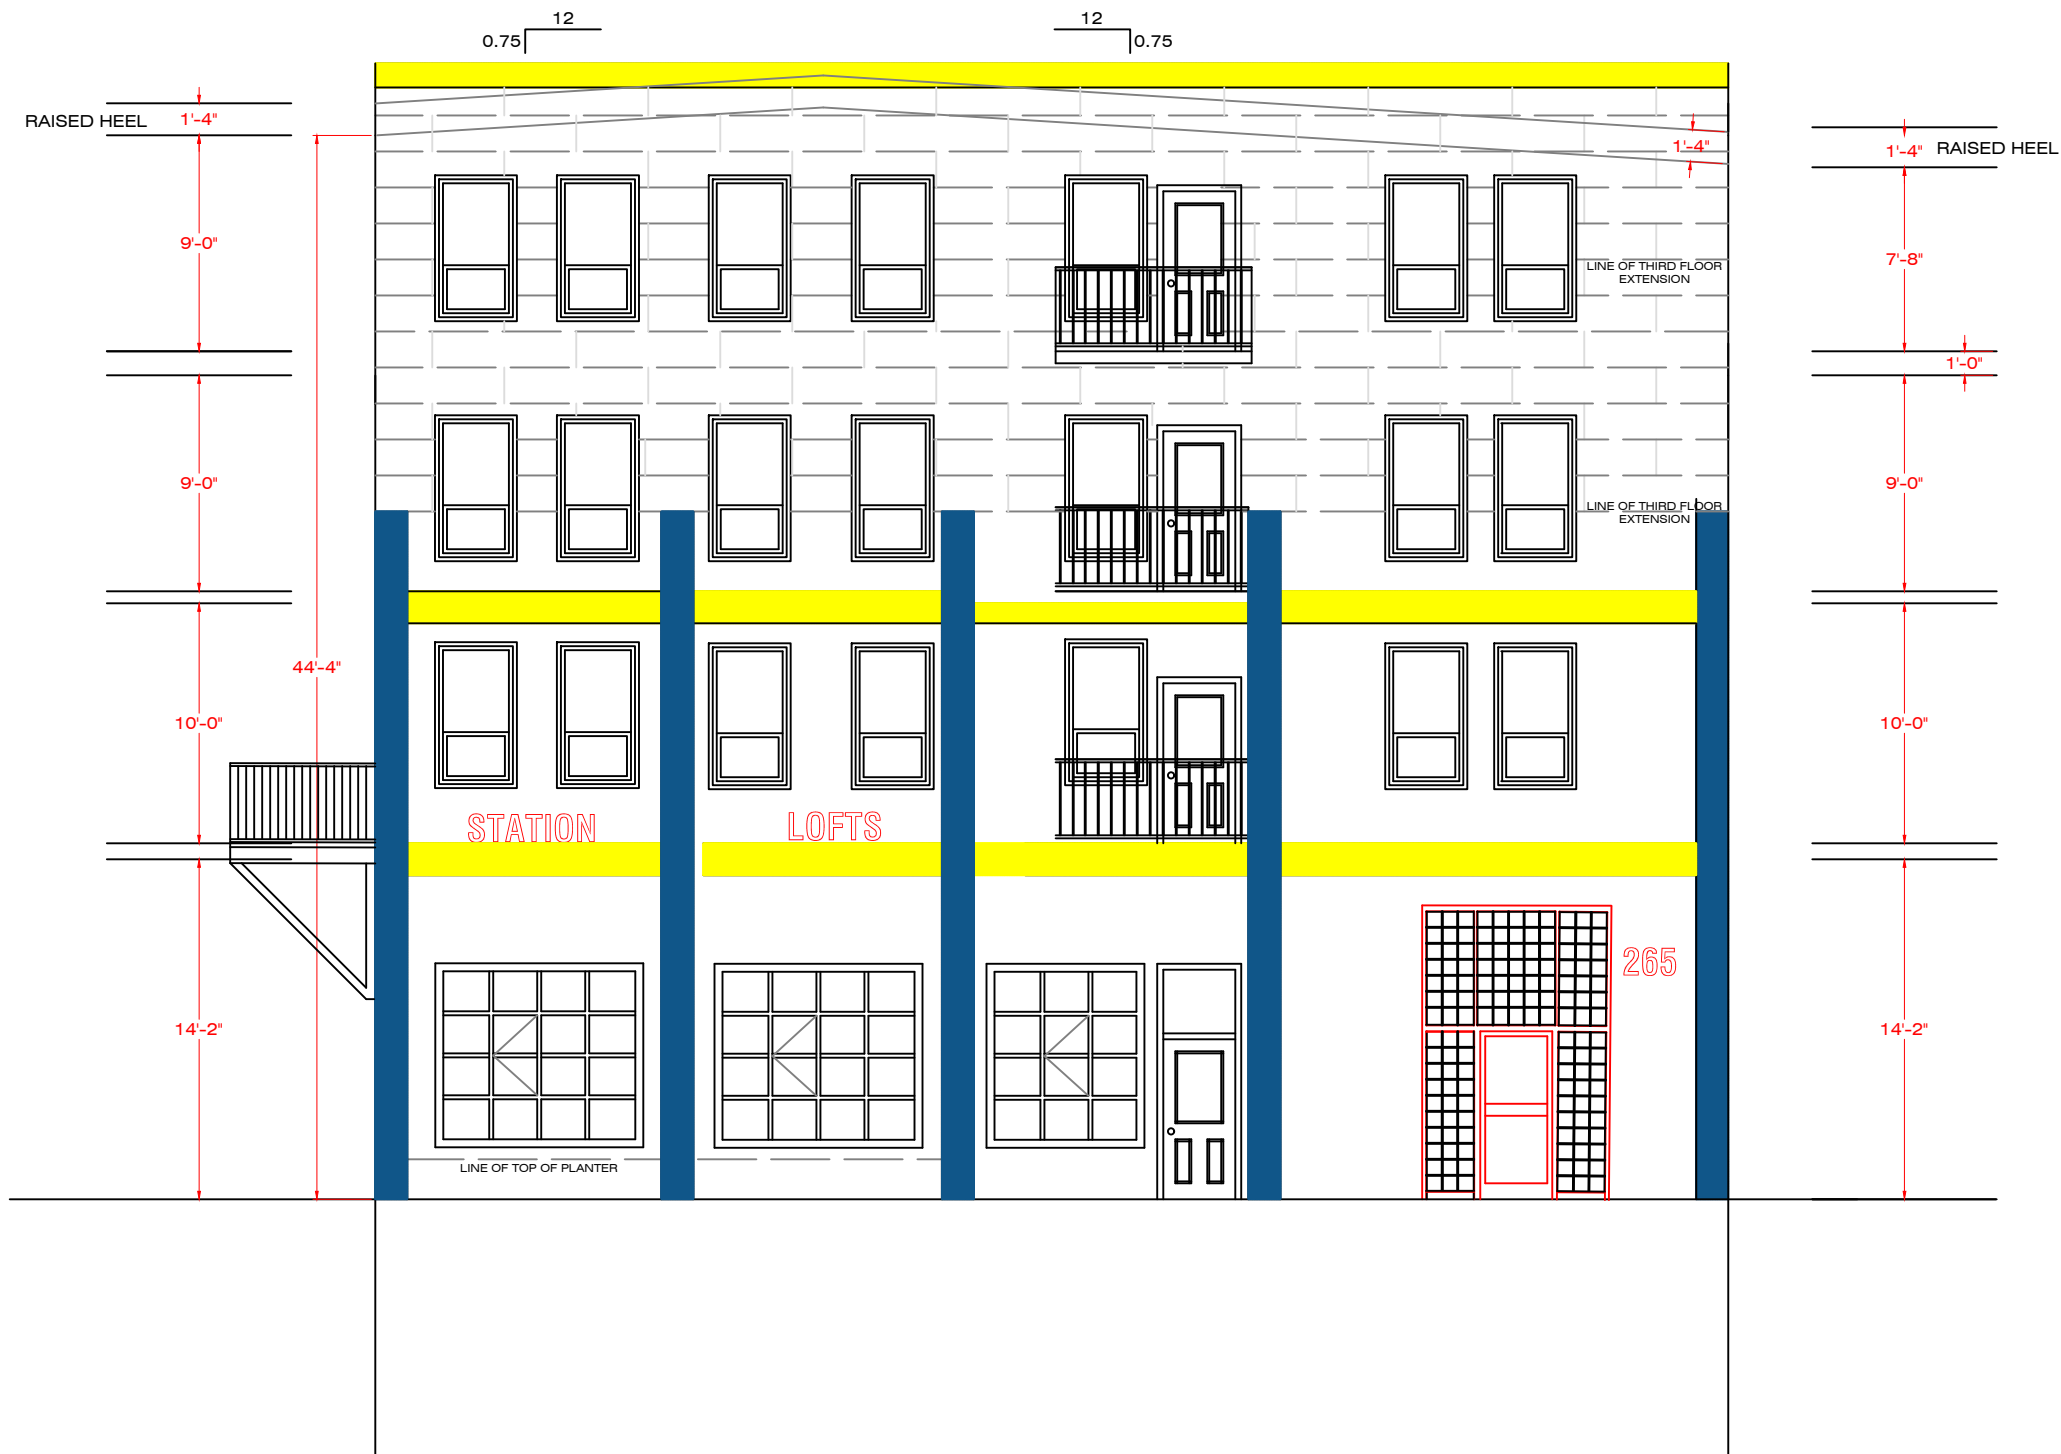 12
0.75
12
0.75
RAISED HEEL
1'-4"
1'-4"
1'-4"
RAISED HEEL
9'-0"
7'-8"
LINE OF THIRD FLOOR
EXTENSION
1'-0"
9'-0"
9'-0"
LINE OF THIRD FLOOR
EXTENSION
44'-4"
10'-0"
10'-0"
STATION
LOFTS
265
14'-2"
14'-2"
LINE OF TOP OF PLANTER